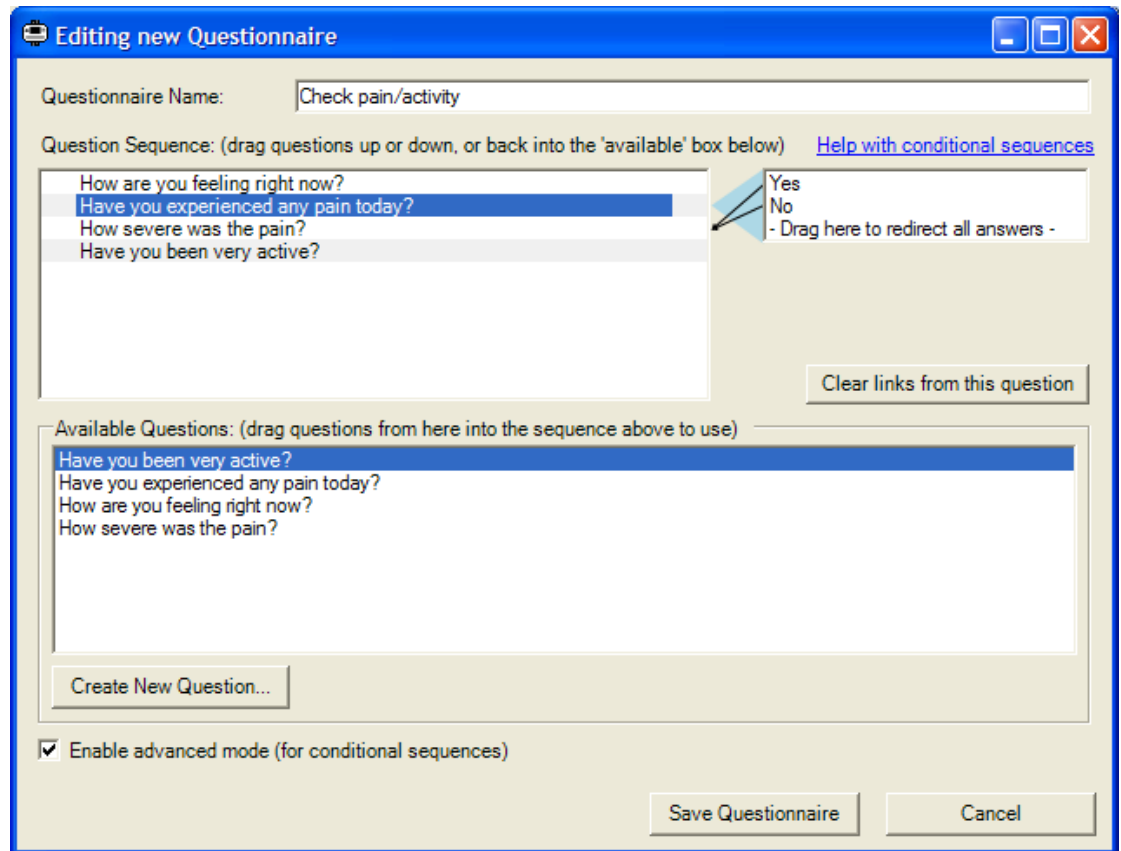 Editing new Questionnaire
Questionnaire Name: Check pain/activity
Question Sequence: (drag questions up or down, or back into the 'available' box below) Help with conditional sequences
How are you feeling right now?
Have you experienced any pain today?
How severe was the pain?
Have you been very active?
Yes
No
- Drag here to redirect all answers -
Clear links from this question
Available Questions: (drag questions from here into the sequence above to use)
Have you been very active?
Have you experienced any pain today?
How are you feeling right now?
How severe was the pain?
Create New Question...
Enable advanced mode (for conditional sequences)
Save Questionnaire Cancel